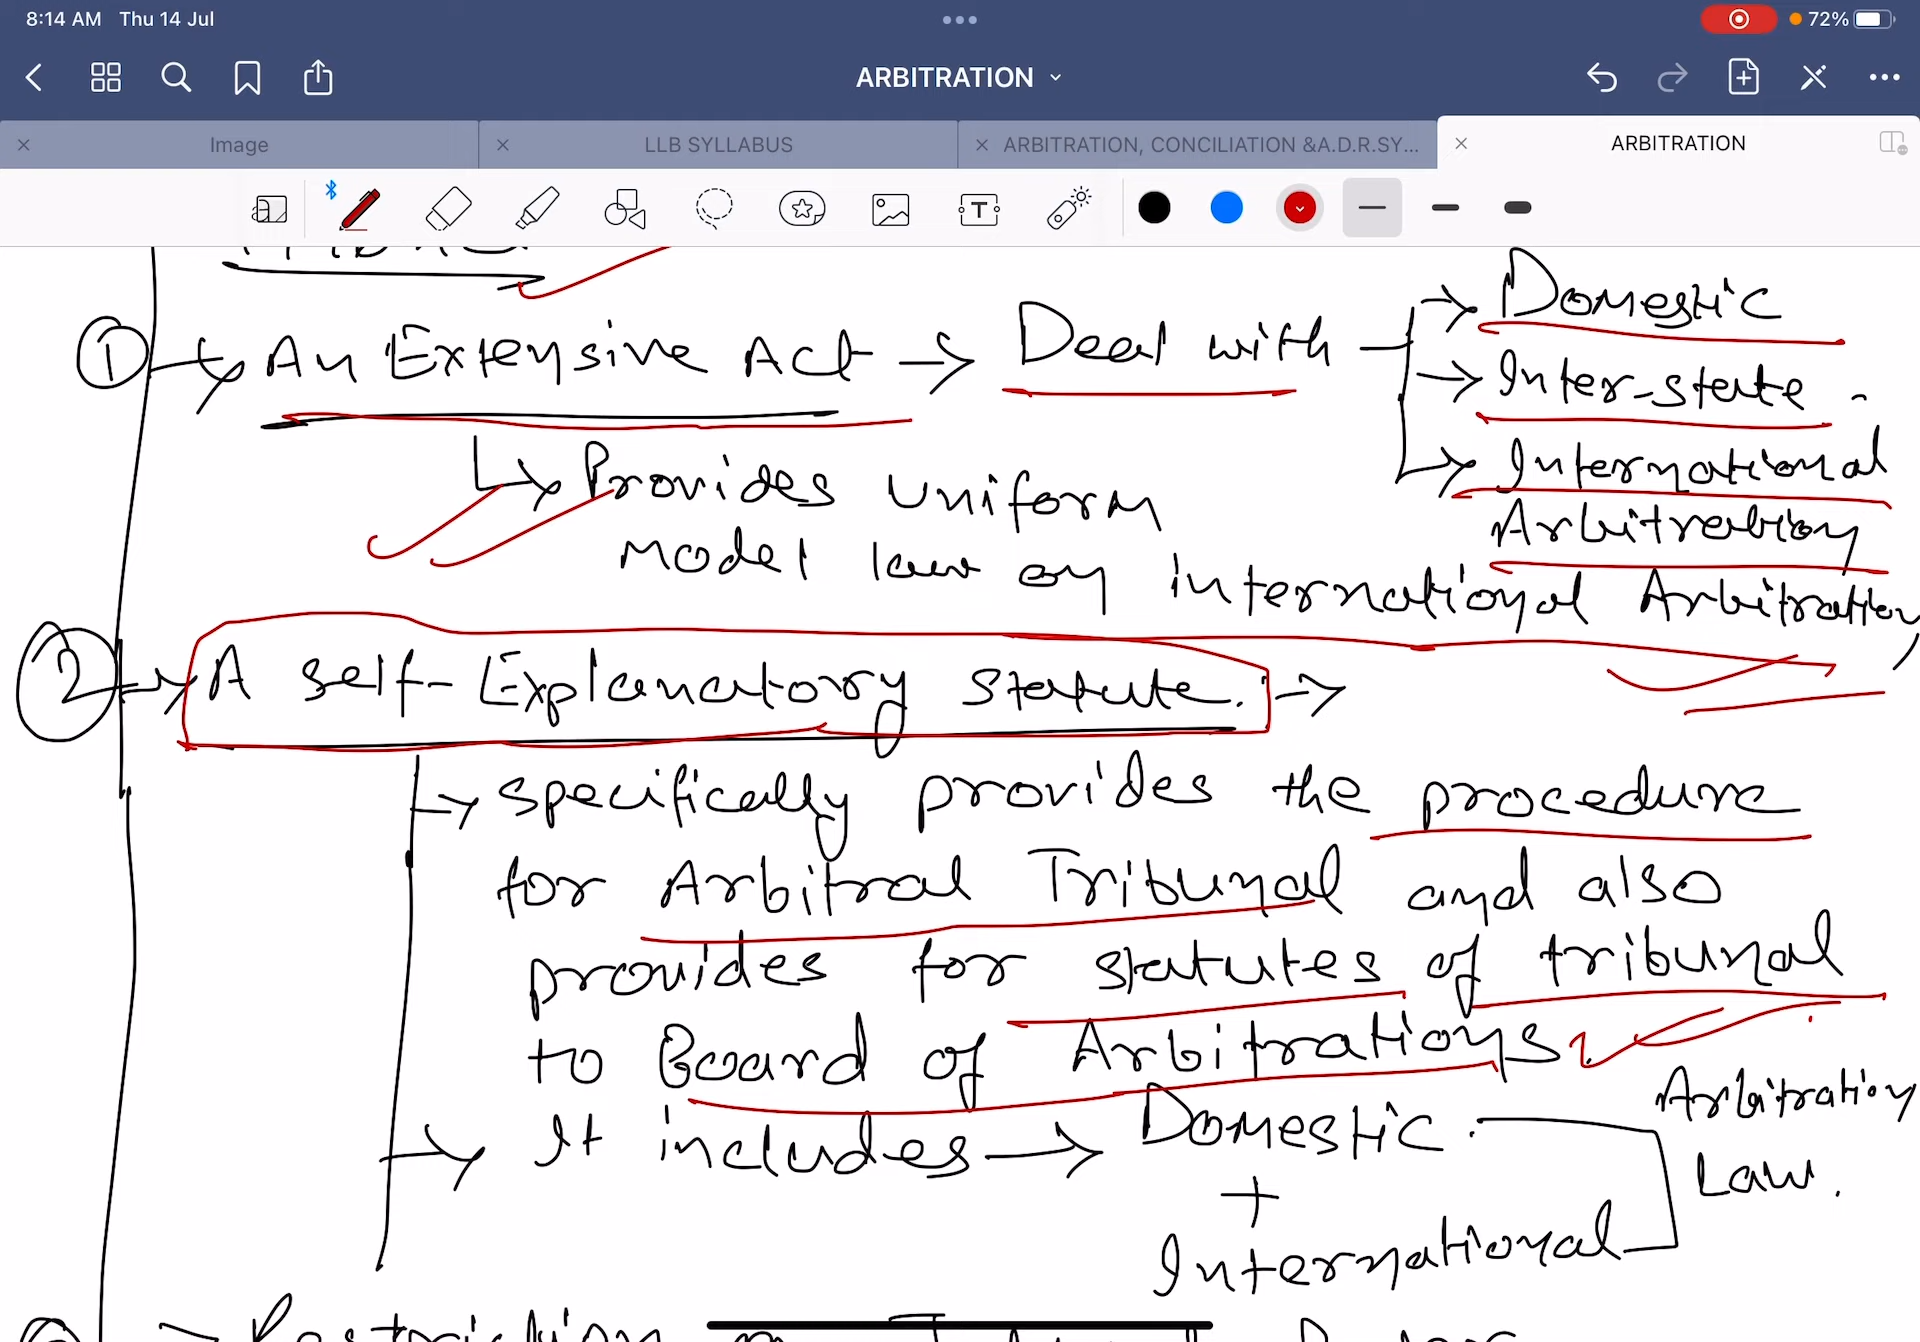 8:14 AM Thu 14 Jul
72%
ARBITRATION
Image
LLB SYLLABUS
ARBITRATION, CONCILIATION &A.D.R.SY...
ARBITRATION
① An Extensive Act → Deal with → Domestic
→ Inter-state
→ International Arbitration
Provides uniform
Model law on international Arbitration
② → A self-Explanatory statute. →
→ specifically provides the procedure
for Arbitral Tribunal and also
provides for statutes of tribunal
to Board of Arbitrations.
→ It includes → Domestic
+
International
Arbitration
Law.